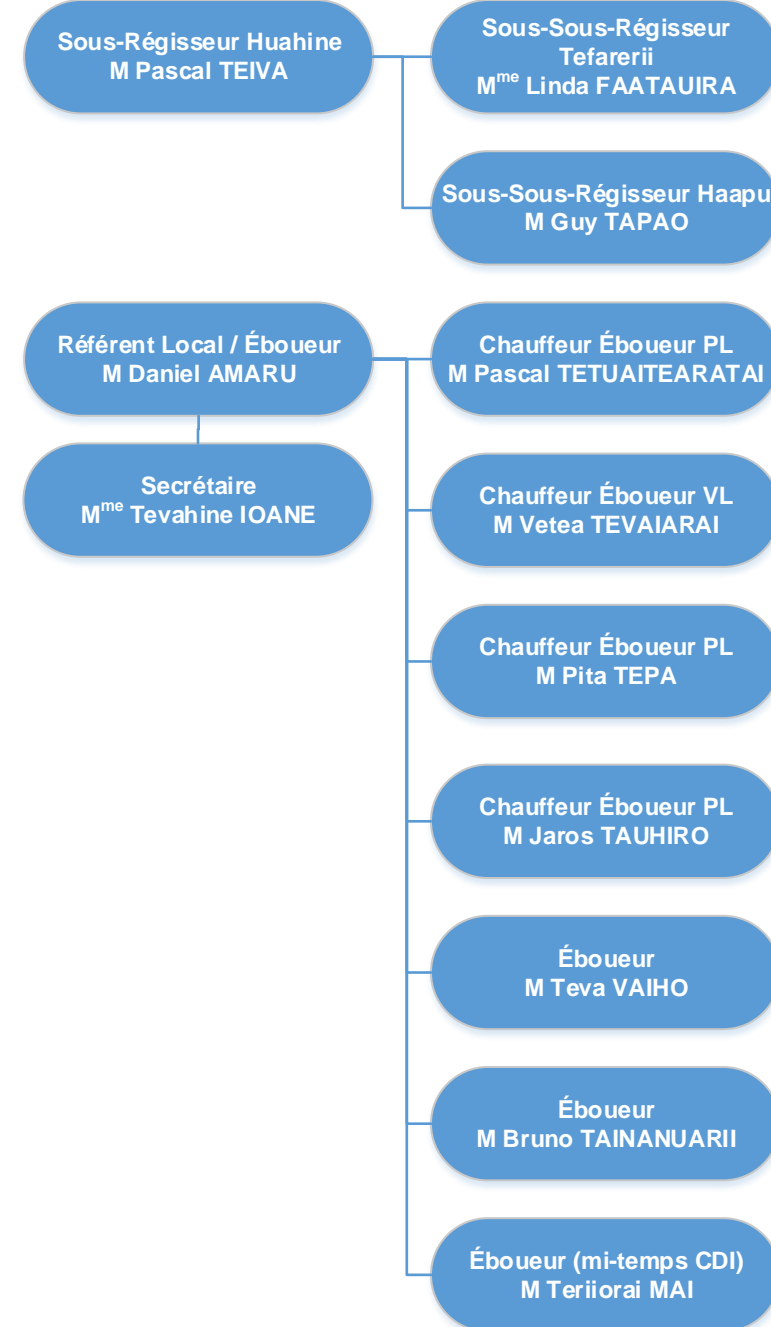 Sous-Régisseur Huahine
M Pascal TEIVA
Sous-Sous-Régisseur
Tefarerii
Mme Linda FAATAUIRA
Sous-Sous-Régisseur Haapu
M Guy TAPAO
Référent Local / Éboueur
M Daniel AMARU
Secrétaire
Mme Tevahine IOANE
Chauffeur Éboueur PL
M Pascal TETUAITEARATAI
Chauffeur Éboueur VL
M Vetea TEVAIARAI
Chauffeur Éboueur PL
M Pita TEPA
Chauffeur Éboueur PL
M Jaros TAUHIRO
Éboueur
M Teva VAIHO
Éboueur
M Bruno TAINANUARII
Éboueur (mi-temps CDI)
M Teriiorai MAI